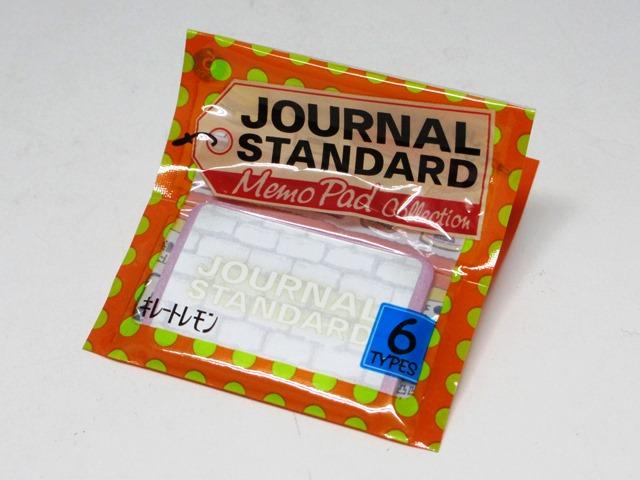 JOURNAL
STANDARD
Memo Pad Collection
JOURNAL
STANDARD
キレートレモン
6
TYPES